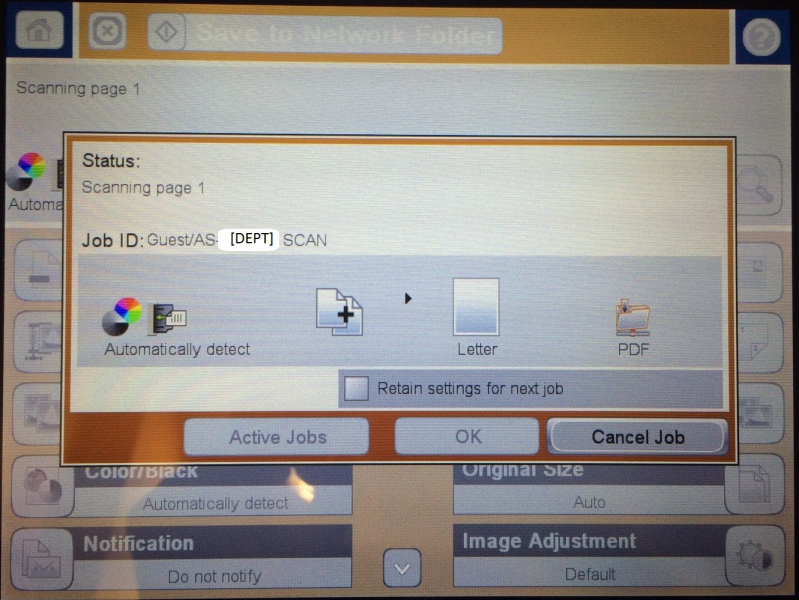 Save to Network Folder
?
Scanning page 1
Automa
Status:
Scanning page 1
Job ID: Guest/AS- [DEPT] SCAN
Automatically detect
Letter
PDF
Retain settings for next job
Active Jobs
OK
Cancel Job
Color/Black
Original Size
Automatically detect
Auto
Notification
Image Adjustment
Do not notify
Default